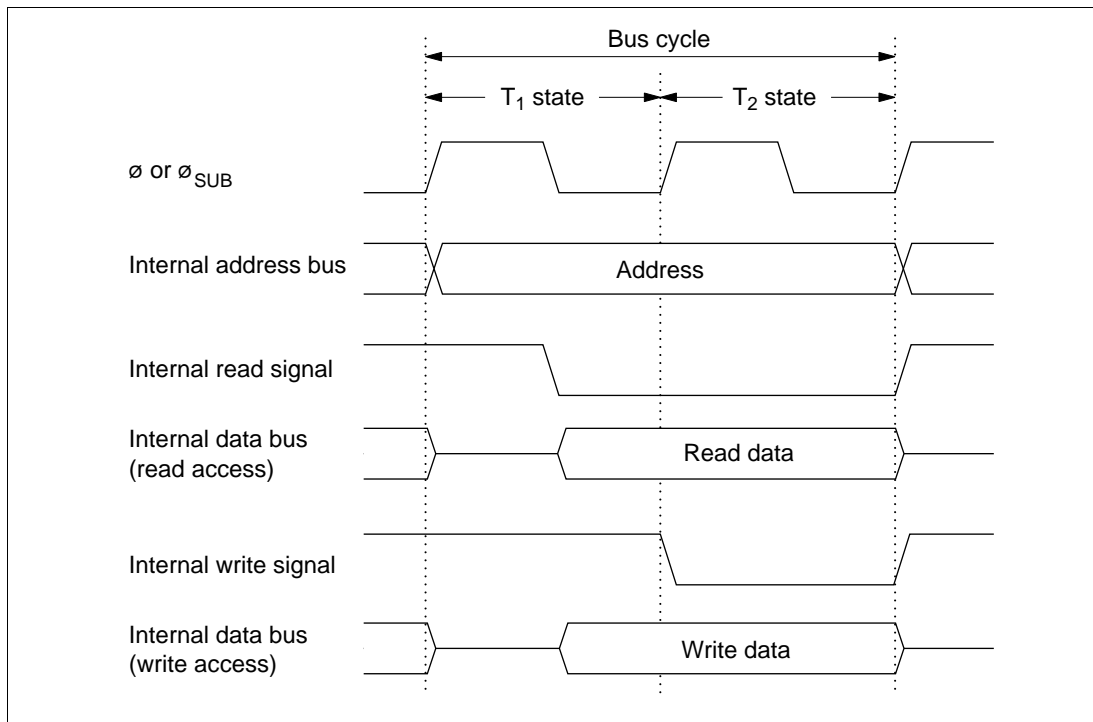 Bus cycle
T1 state
T2 state
ø or øSUB
Internal address bus
Address
Internal read signal
Internal data bus
(read access)
Read data
Internal write signal
Internal data bus
(write access)
Write data